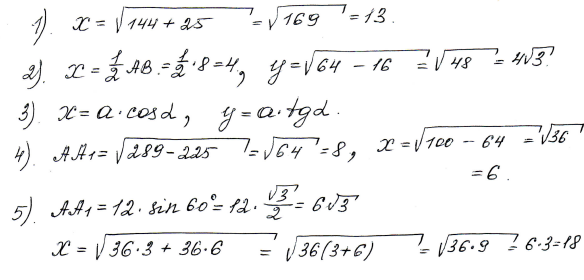 1). x = √(144 + 25) = √169 = 13.
2). x = 1/2 AB. = 1/2 · 8 = 4, y = √(64 − 16) = √48 = 4√3.
3). x = a · cosα, y = a · tgα.
4). AA₁ = √(289 − 225) = √64 = 8, x = √(100 − 64) = √36
= 6.
5). AA₁ = 12 · sin 60° = 12 · √3/2 = 6√3
x = √(36 · 3 + 36 · 6) = √(36(3 + 6)) = √(36 · 9) = 6 · 3 = 18